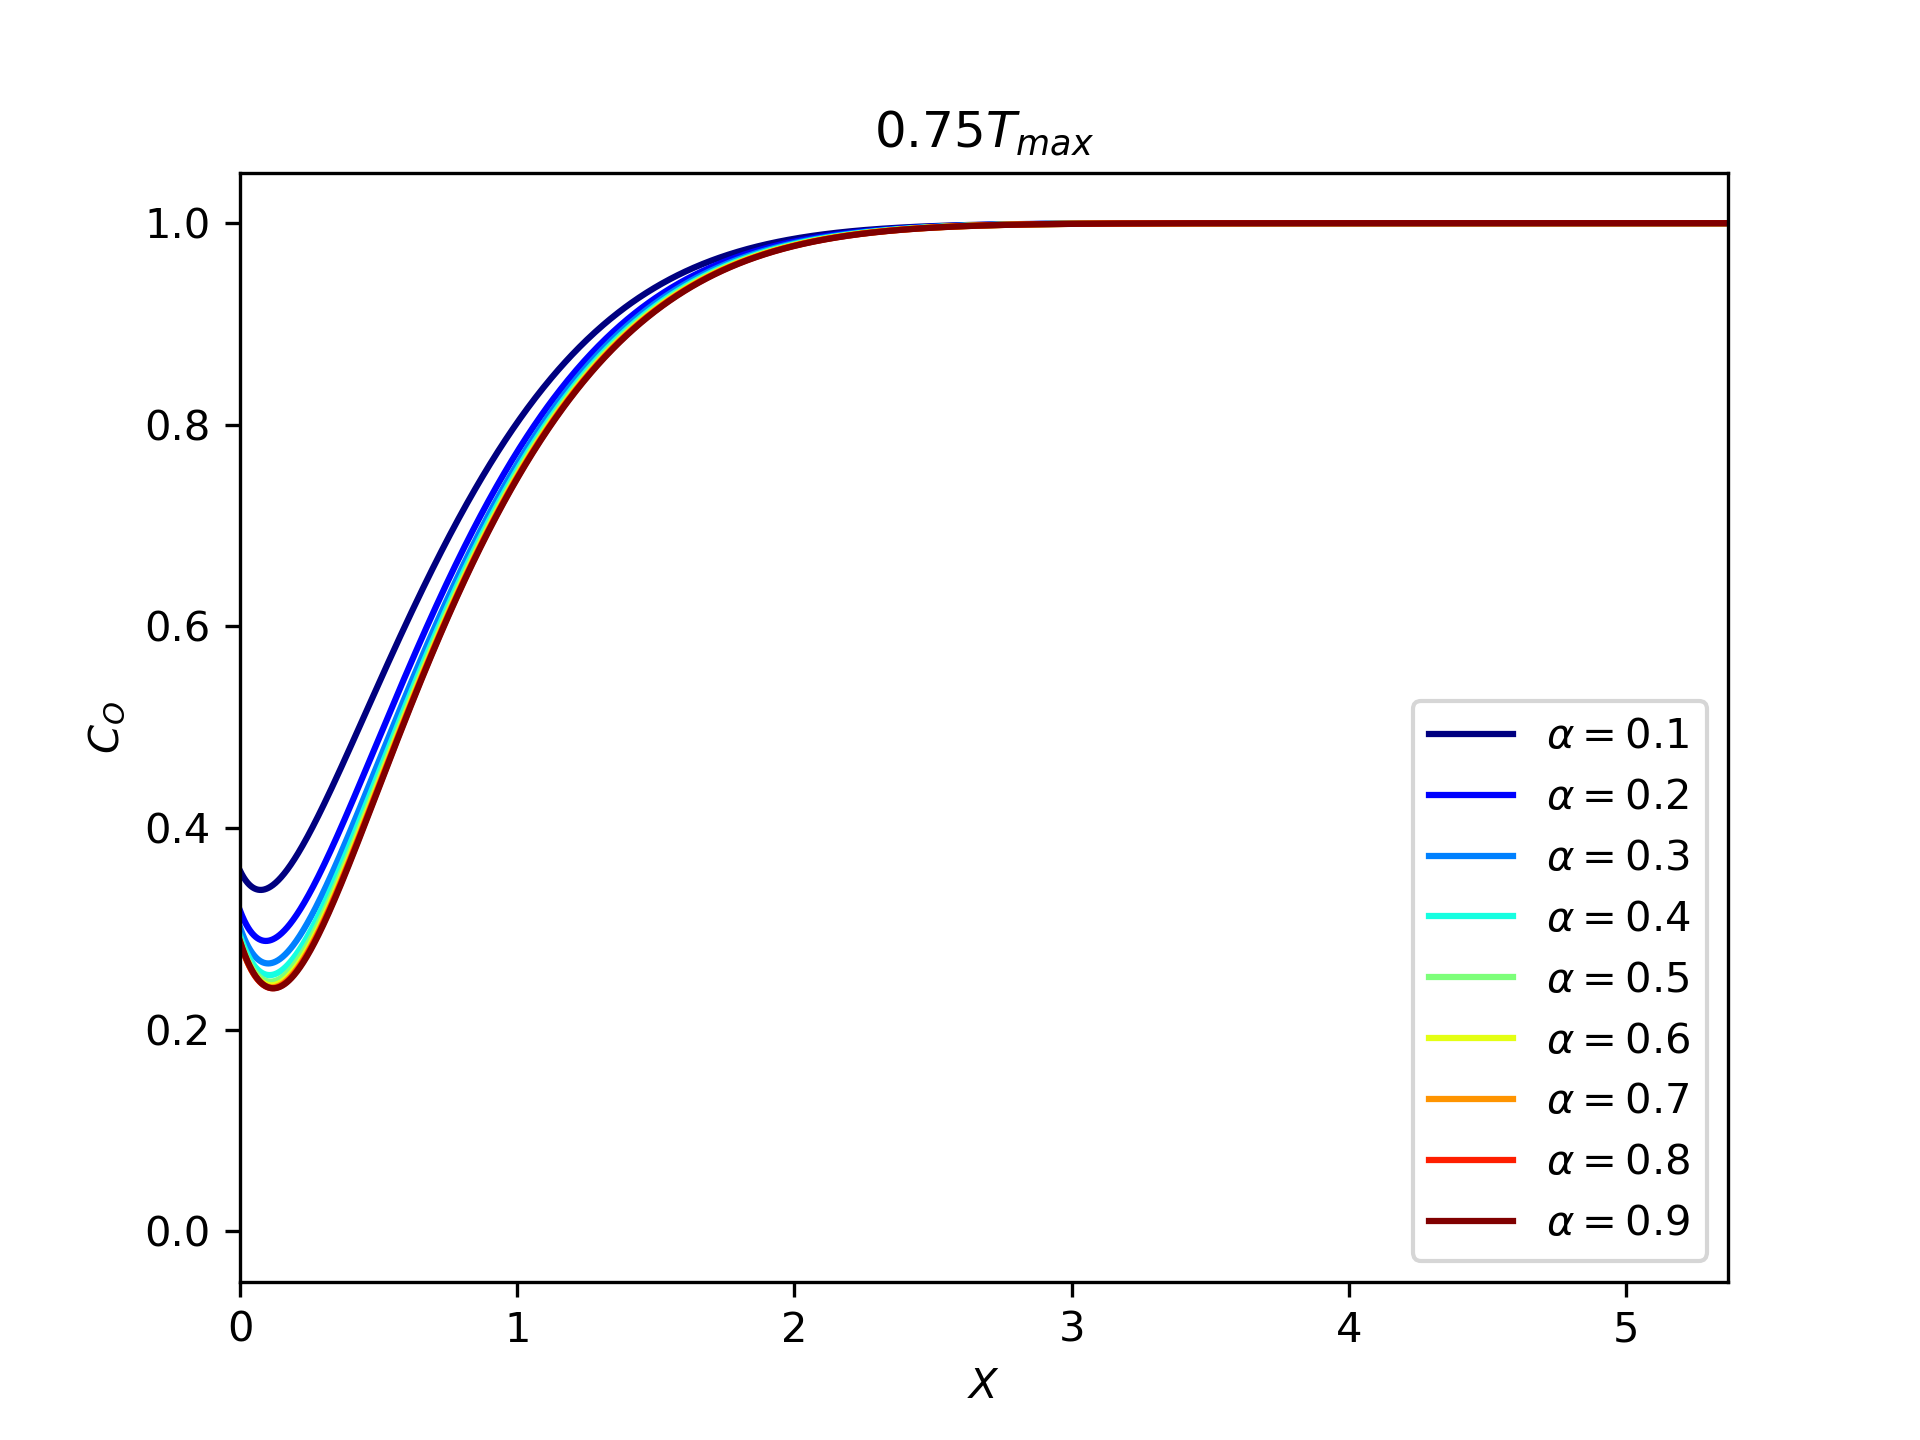 0.75T_max
1.0
0.8
0.6
0.4
0.2
0.0
C_O
0 1 2 3 4 5
X
α = 0.1
α = 0.2
α = 0.3
α = 0.4
α = 0.5
α = 0.6
α = 0.7
α = 0.8
α = 0.9